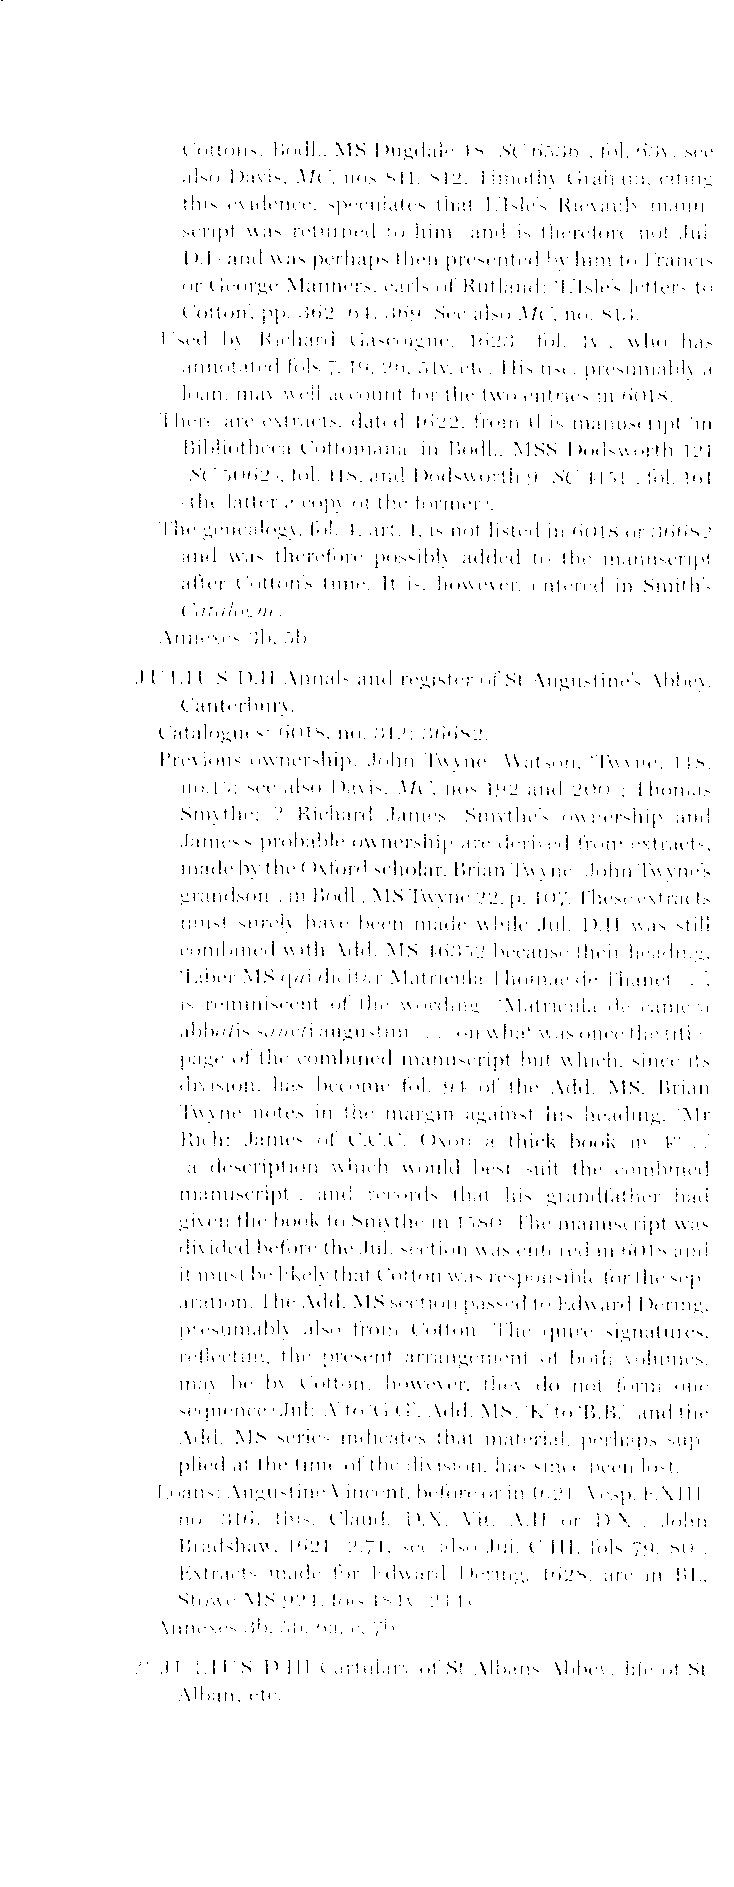 Cottons, Bodl., MS Dugdale 48 (SC 6536), fol. 63v, see
also Davis, MC, nos 811, 812. Timothy Graham, citing
this evidence, speculates that L'Isle's Rievaulx manu-
script was returned to him (and is therefore not Jul.
D.I) and was perhaps then presented by him to Francis
or George Manners, earls of Rutland: 'L'Isle's letters to
Cotton', pp. 362–64, 369. See also MC, no. 813.
Used by Richard Gascoigne, 1623 (fol. 1v), who has
annotated fols 7, 19, 26, 51v, etc. His use, presumably a
loan, may well account for the two entries in 6018.
There are extracts, dated 1622, from this manuscript 'in
Bibliotheca Cottoniana' in Bodl., MSS Dodsworth 121
(SC 5062), fol. 118, and Dodsworth 9 (SC 4151), fol. 161
(the latter a copy of the former).
The genealogy, fol. 4, art. 1, is not listed in 6018 or 36682
and was therefore possibly added to the manuscript
after Cotton's time. It is, however, entered in Smith's
Catalogue.
Annexes 3b, 5b.
JULIUS D.II Annals and register of St Augustine's Abbey,
Canterbury.
Catalogues: 6018, no. 312; 36682.
Previous ownership: John Twyne (Watson, 'Twyne', 148,
no.15; see also Davis, MC, nos 192 and 200); Thomas
Smythe; ? Richard James (Smythe's ownership and
James's probable ownership are derived from extracts,
made by the Oxford scholar, Brian Twyne (John Twyne's
grandson), in Bodl., MS Twyne 22, p. 107. These extracts
must surely have been made while Jul. D.II was still
combined with Add. MS 46352 because their heading,
'Liber MS qui dicitur Matricula Thomae de Thanet . . .',
is reminiscent of the wording, 'Matricula de camera
abbatis sancti augustini . . .' on what was once the title-
page of the combined manuscript but which, since its
division, has become fol. 94 of the Add. MS. Brian
Twyne notes in the margin against his heading, 'Mr
Rich: James of C.C.C. Oxon a thick book in 4° . . .'
(a description which would best suit the combined
manuscript), and records that his grandfather had
given the book to Smythe in 1580. The manuscript was
divided before the Jul. section was entered in 6018 and
it must be likely that Cotton was responsible for the sep-
aration. The Add. MS section passed to Edward Dering,
presumably also from Cotton. The quire signatures,
reflecting the present arrangement of both volumes,
may be by Cotton, however, they do not form one
sequence (Jul: 'A' to 'G.G', Add. MS, 'K' to 'B.B.') and the
Add. MS series indicates that material, perhaps sup-
plied at the time of the division, has since been lost.
Loans: Augustine Vincent, before or in 1621 (Vesp. F.XIII,
no. 316, this, Claud. D.X, Vit. A.II or D.X); John
Bradshaw, 1621 (2.71, see also Jul. C.III, fols 79, 80).
Extracts made for Edward Dering, 1628, are in BL,
Stowe MS 924, fols 184v–244v.
Annexes 3b, 5b, 6a, c, 7b.
JULIUS D.III Cartulary of St Albans Abbey, life of St
Alban, etc.